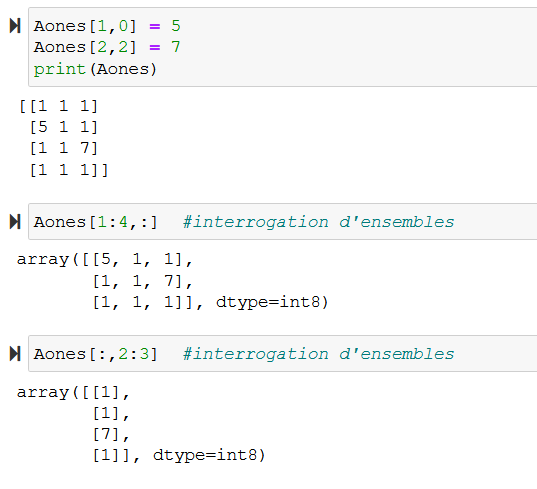 Aones[1,0] = 5
Aones[2,2] = 7
print(Aones)
[[1 1 1]
 [5 1 1]
 [1 1 7]
 [1 1 1]]
Aones[1:4,:]  #interrogation d'ensembles
array([[5, 1, 1],
       [1, 1, 7],
       [1, 1, 1]], dtype=int8)
Aones[:,2:3]  #interrogation d'ensembles
array([[1],
       [1],
       [7],
       [1]], dtype=int8)